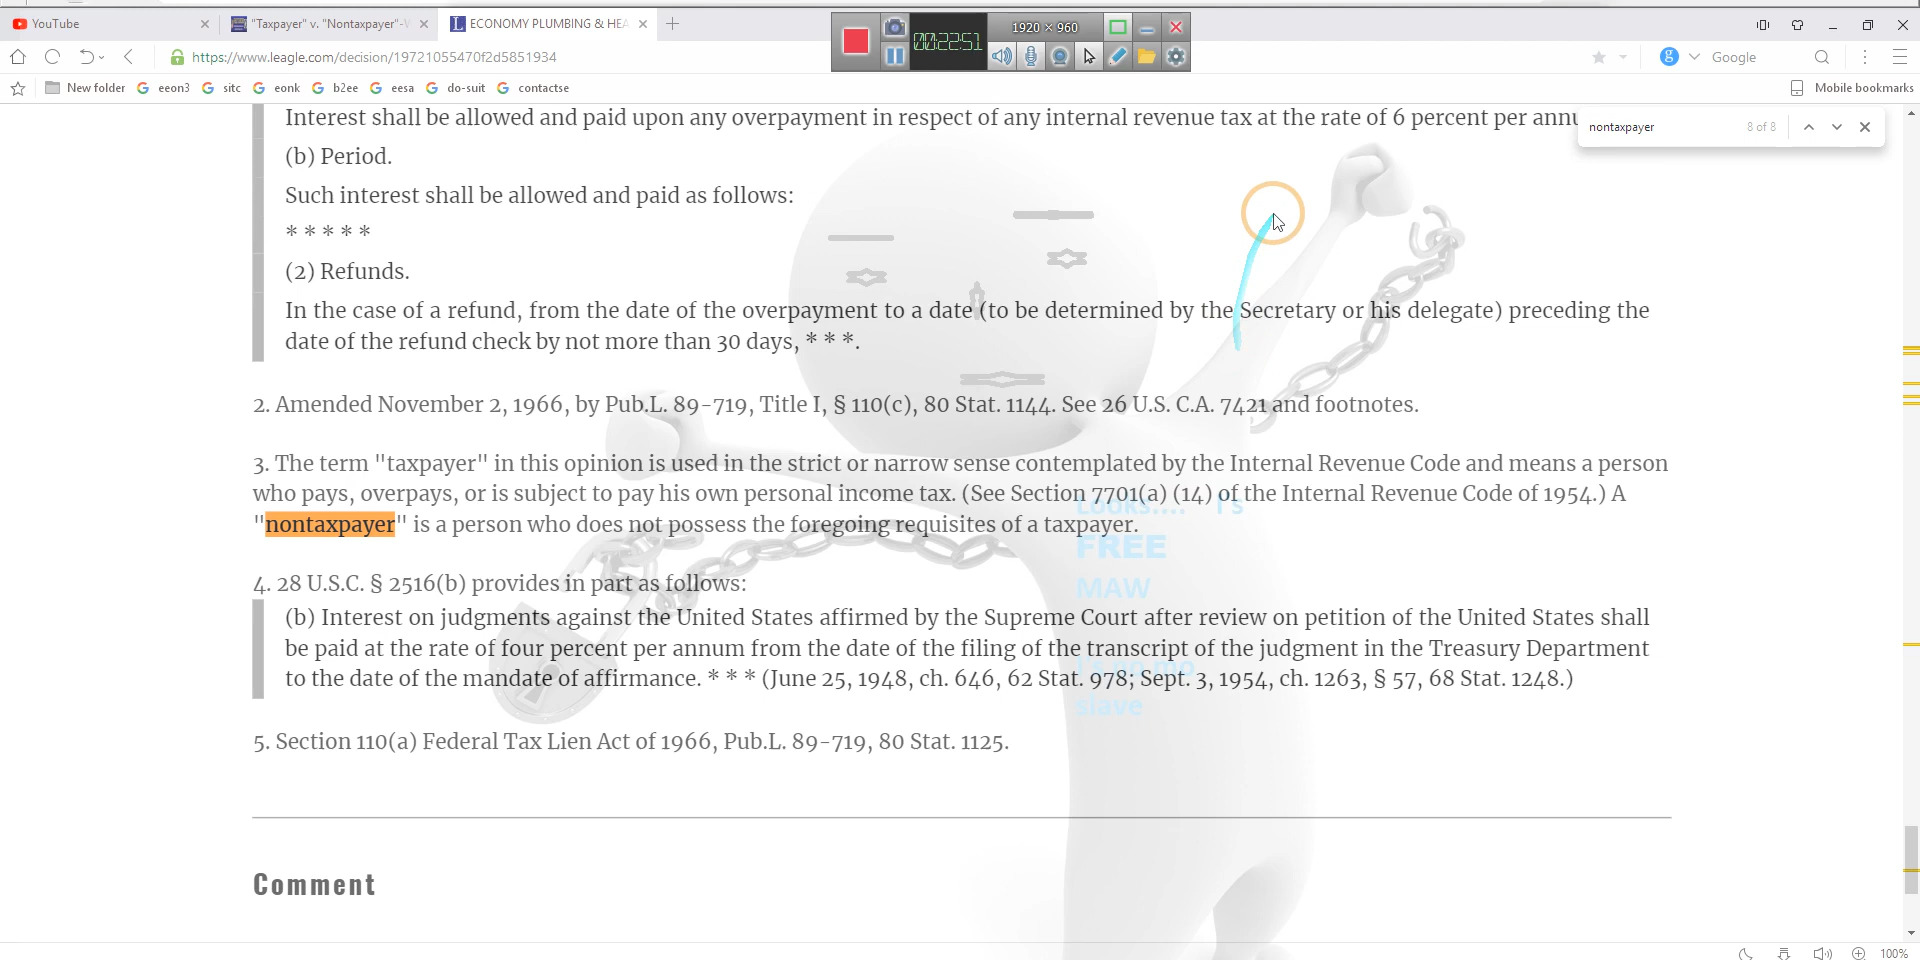 YouTube
"Taxpayer" v. "Nontaxpayer"-
ECONOMY PLUMBING & HEA
00:22:51
1920 × 960
https://www.leagle.com/decision/19721055470f2d5851934
g
Google
New folder
eeon3
sitc
eonk
b2ee
eesa
do-suit
contactse
Mobile bookmarks
nontaxpayer
8 of 8
Interest shall be allowed and paid upon any overpayment in respect of any internal revenue tax at the rate of 6 percent per annu
(b) Period.
Such interest shall be allowed and paid as follows:
* * * * *
(2) Refunds.
In the case of a refund, from the date of the overpayment to a date (to be determined by the Secretary or his delegate) preceding the
date of the refund check by not more than 30 days, * * *.
2. Amended November 2, 1966, by Pub.L. 89-719, Title I, § 110(c), 80 Stat. 1144. See 26 U.S. C.A. 7421 and footnotes.
3. The term "taxpayer" in this opinion is used in the strict or narrow sense contemplated by the Internal Revenue Code and means a person
who pays, overpays, or is subject to pay his own personal income tax. (See Section 7701(a) (14) of the Internal Revenue Code of 1954.) A
"nontaxpayer" is a person who does not possess the foregoing requisites of a taxpayer.
Looks.... I's
FREE
MAW
I's no mo
slave
4. 28 U.S.C. § 2516(b) provides in part as follows:
(b) Interest on judgments against the United States affirmed by the Supreme Court after review on petition of the United States shall
be paid at the rate of four percent per annum from the date of the filing of the transcript of the judgment in the Treasury Department
to the date of the mandate of affirmance. * * * (June 25, 1948, ch. 646, 62 Stat. 978; Sept. 3, 1954, ch. 1263, § 57, 68 Stat. 1248.)
5. Section 110(a) Federal Tax Lien Act of 1966, Pub.L. 89-719, 80 Stat. 1125.
Comment
100%